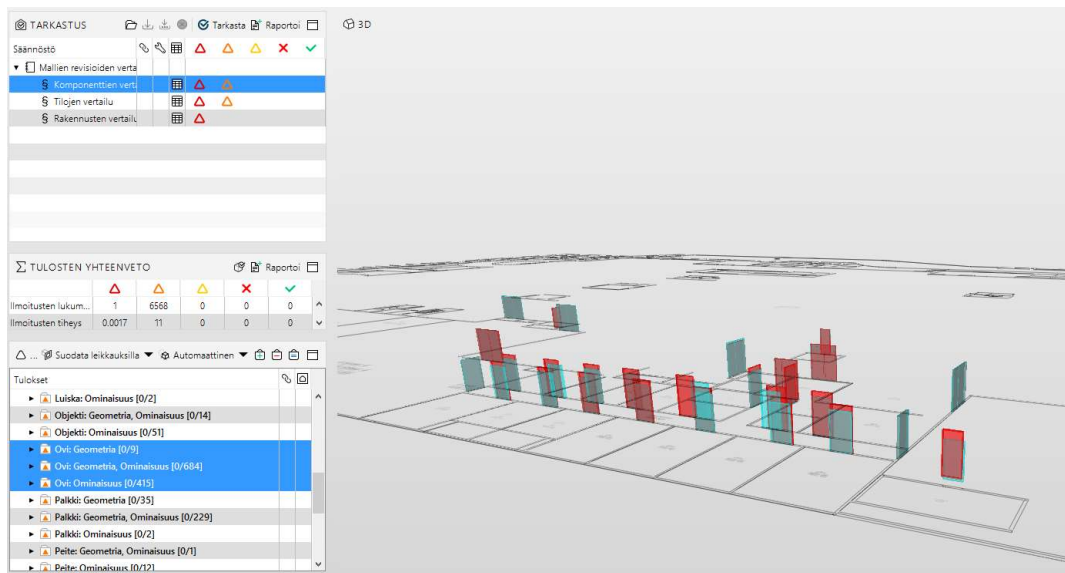 TARKASTUS Tarkasta Raportoi
3D
Säännöstö
Mallien revisioiden verta
§ Komponenttien verta
§ Tilojen vertailu
§ Rakennusten vertailu
Σ TULOSTEN YHTEENVETO Raportoi
Ilmoitusten lukum... 1 6568 0 0 0
Ilmoitusten tiheys 0.0017 11 0 0 0
... Suodata leikkauksilla Automaattinen
Tulokset
Luiska: Ominaisuus [0/2]
Objekti: Geometria, Ominaisuus [0/14]
Objekti: Ominaisuus [0/51]
Ovi: Geometria [0/9]
Ovi: Geometria, Ominaisuus [0/684]
Ovi: Ominaisuus [0/415]
Palkki: Geometria [0/35]
Palkki: Geometria, Ominaisuus [0/229]
Palkki: Ominaisuus [0/2]
Peite: Geometria, Ominaisuus [0/1]
Peite: Ominaisuus [0/12]